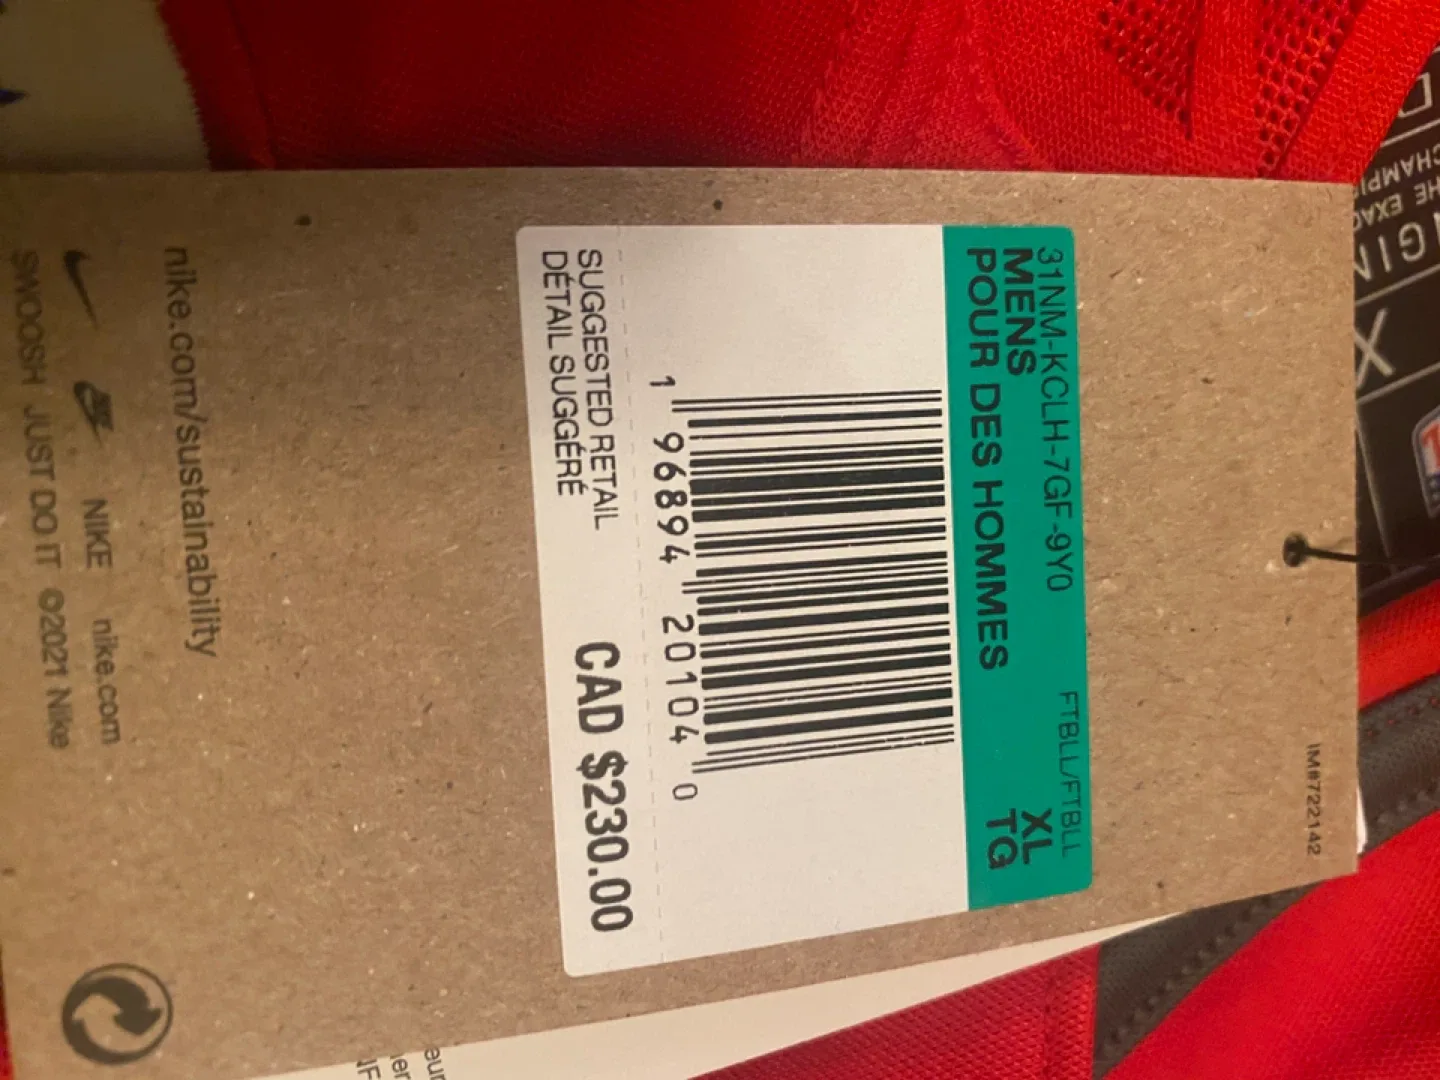 IM#722142
31NM-KCLH-7GF-9Y0 FTBLL/FTBLL
MENS XL
POUR DES HOMMES TG
1 96894 20104 0
SUGGESTED RETAIL
DÉTAIL SUGGÉRÉ
CAD $230.00
nike.com/sustainability
NIKE nike.com
SWOOSH JUST DO IT ©2021 Nike
X